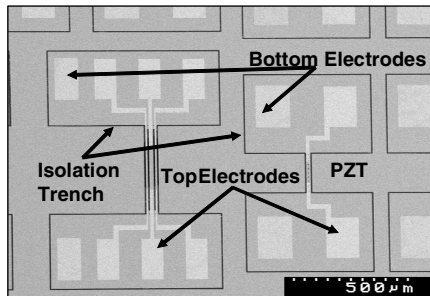 Bottom Electrodes
Isolation
Trench
TopElectrodes
PZT
500μm